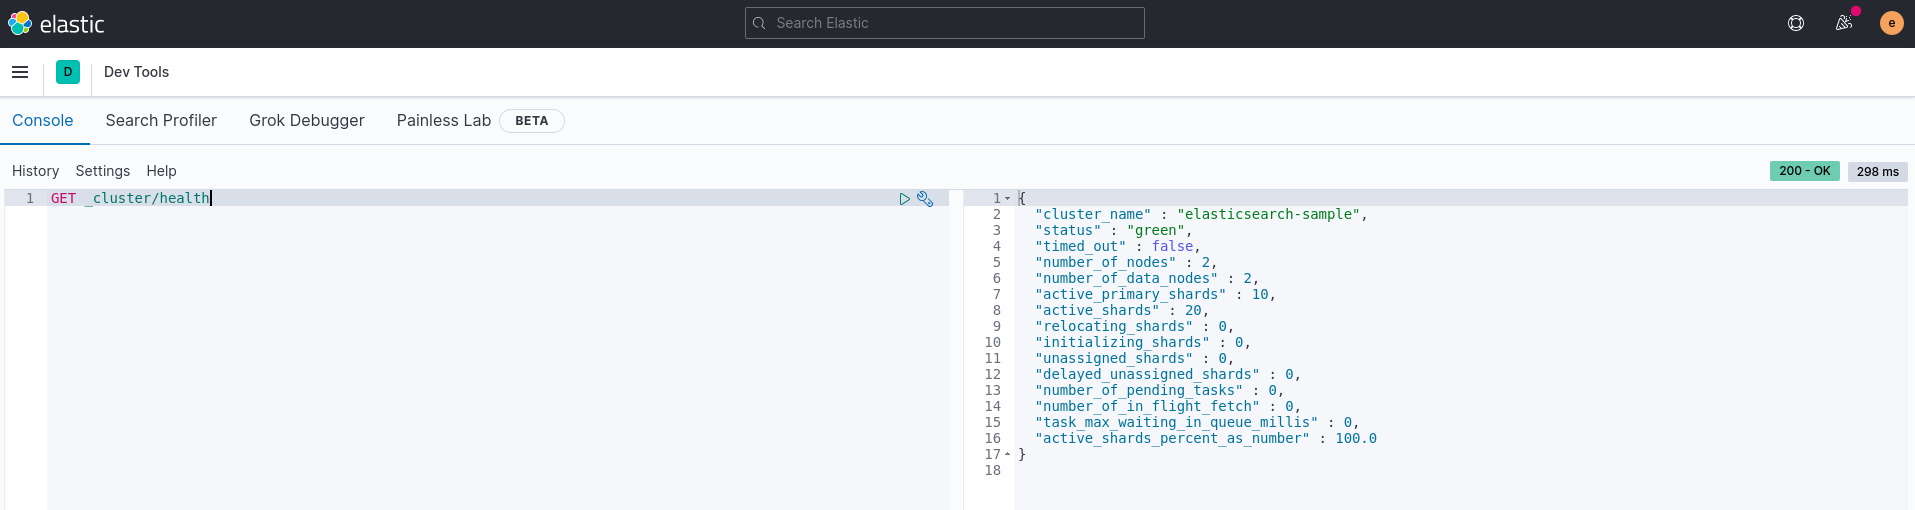 elastic
Search Elastic
e
D
Dev Tools
Console Search Profiler Grok Debugger Painless Lab BETA
History Settings Help
200 - OK 298 ms
1 GET _cluster/health
1 {
2 "cluster_name" : "elasticsearch-sample",
3 "status" : "green",
4 "timed_out" : false,
5 "number_of_nodes" : 2,
6 "number_of_data_nodes" : 2,
7 "active_primary_shards" : 10,
8 "active_shards" : 20,
9 "relocating_shards" : 0,
10 "initializing_shards" : 0,
11 "unassigned_shards" : 0,
12 "delayed_unassigned_shards" : 0,
13 "number_of_pending_tasks" : 0,
14 "number_of_in_flight_fetch" : 0,
15 "task_max_waiting_in_queue_millis" : 0,
16 "active_shards_percent_as_number" : 100.0
17 }
18